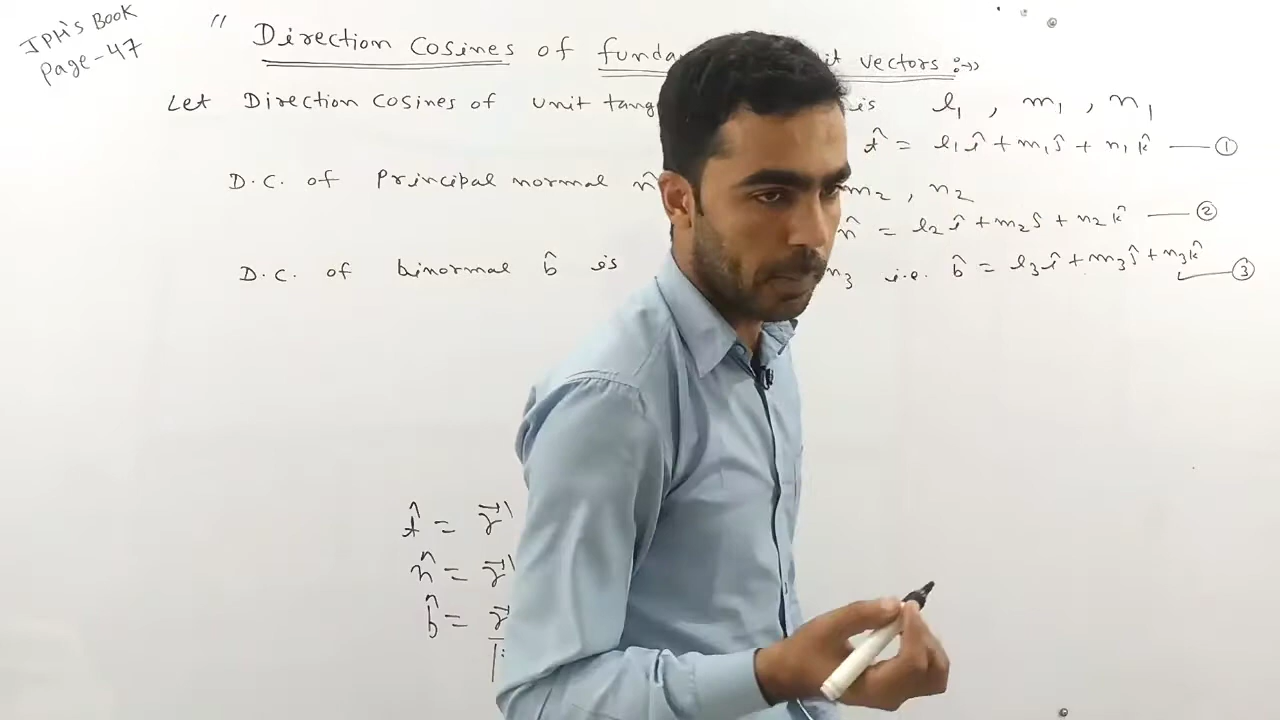 JPH's Book
Page-47
" Direction Cosines of funda it vectors :→
Let Direction Cosines of unit tang is l₁ , m₁ , n₁
t̂ = l₁î + m₁ĵ + n₁k̂ — ①
D.C. of Principal normal n̂ m₂ , n₂
n̂ = l₂î + m₂ĵ + n₂k̂ — ②
D.C. of binormal b̂ is n₃ i.e. b̂ = l₃î + m₃ĵ + n₃k̂ — ③
t̂ = r⃗'
n̂ = r⃗'
b̂ = r⃗